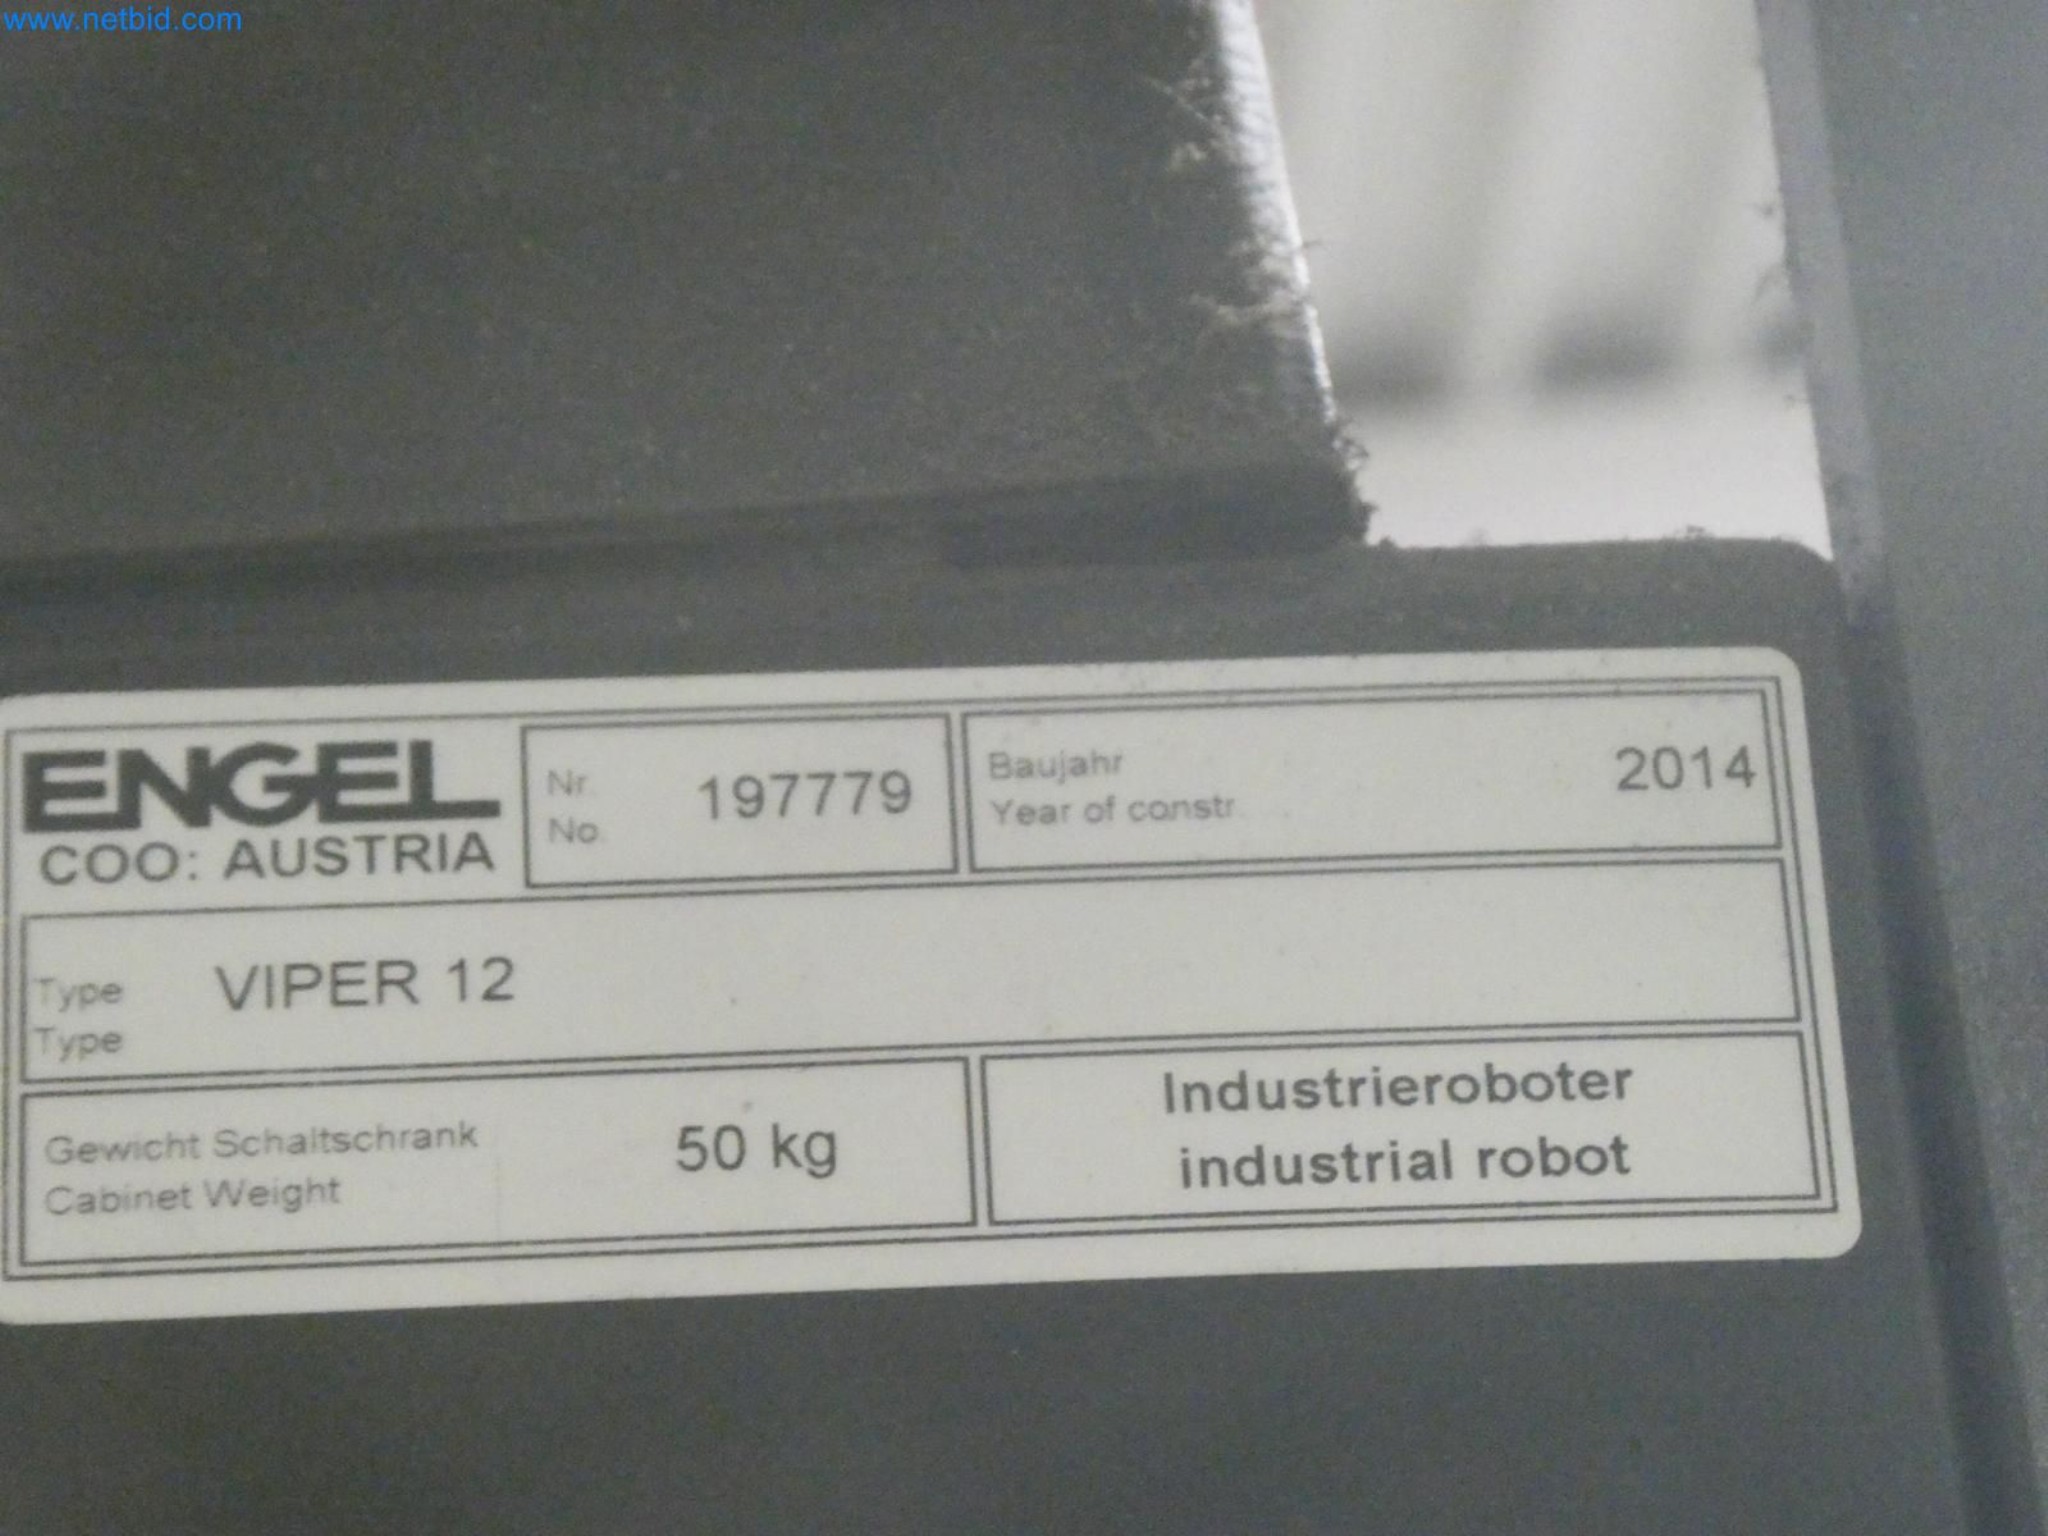 www.netbid.com
ENGEL
COO: AUSTRIA
Nr. 197779
No.
Baujahr 2014
Year of constr.
Type VIPER 12
Type
Gewicht Schaltschrank 50 kg
Cabinet Weight
Industrieroboter
industrial robot